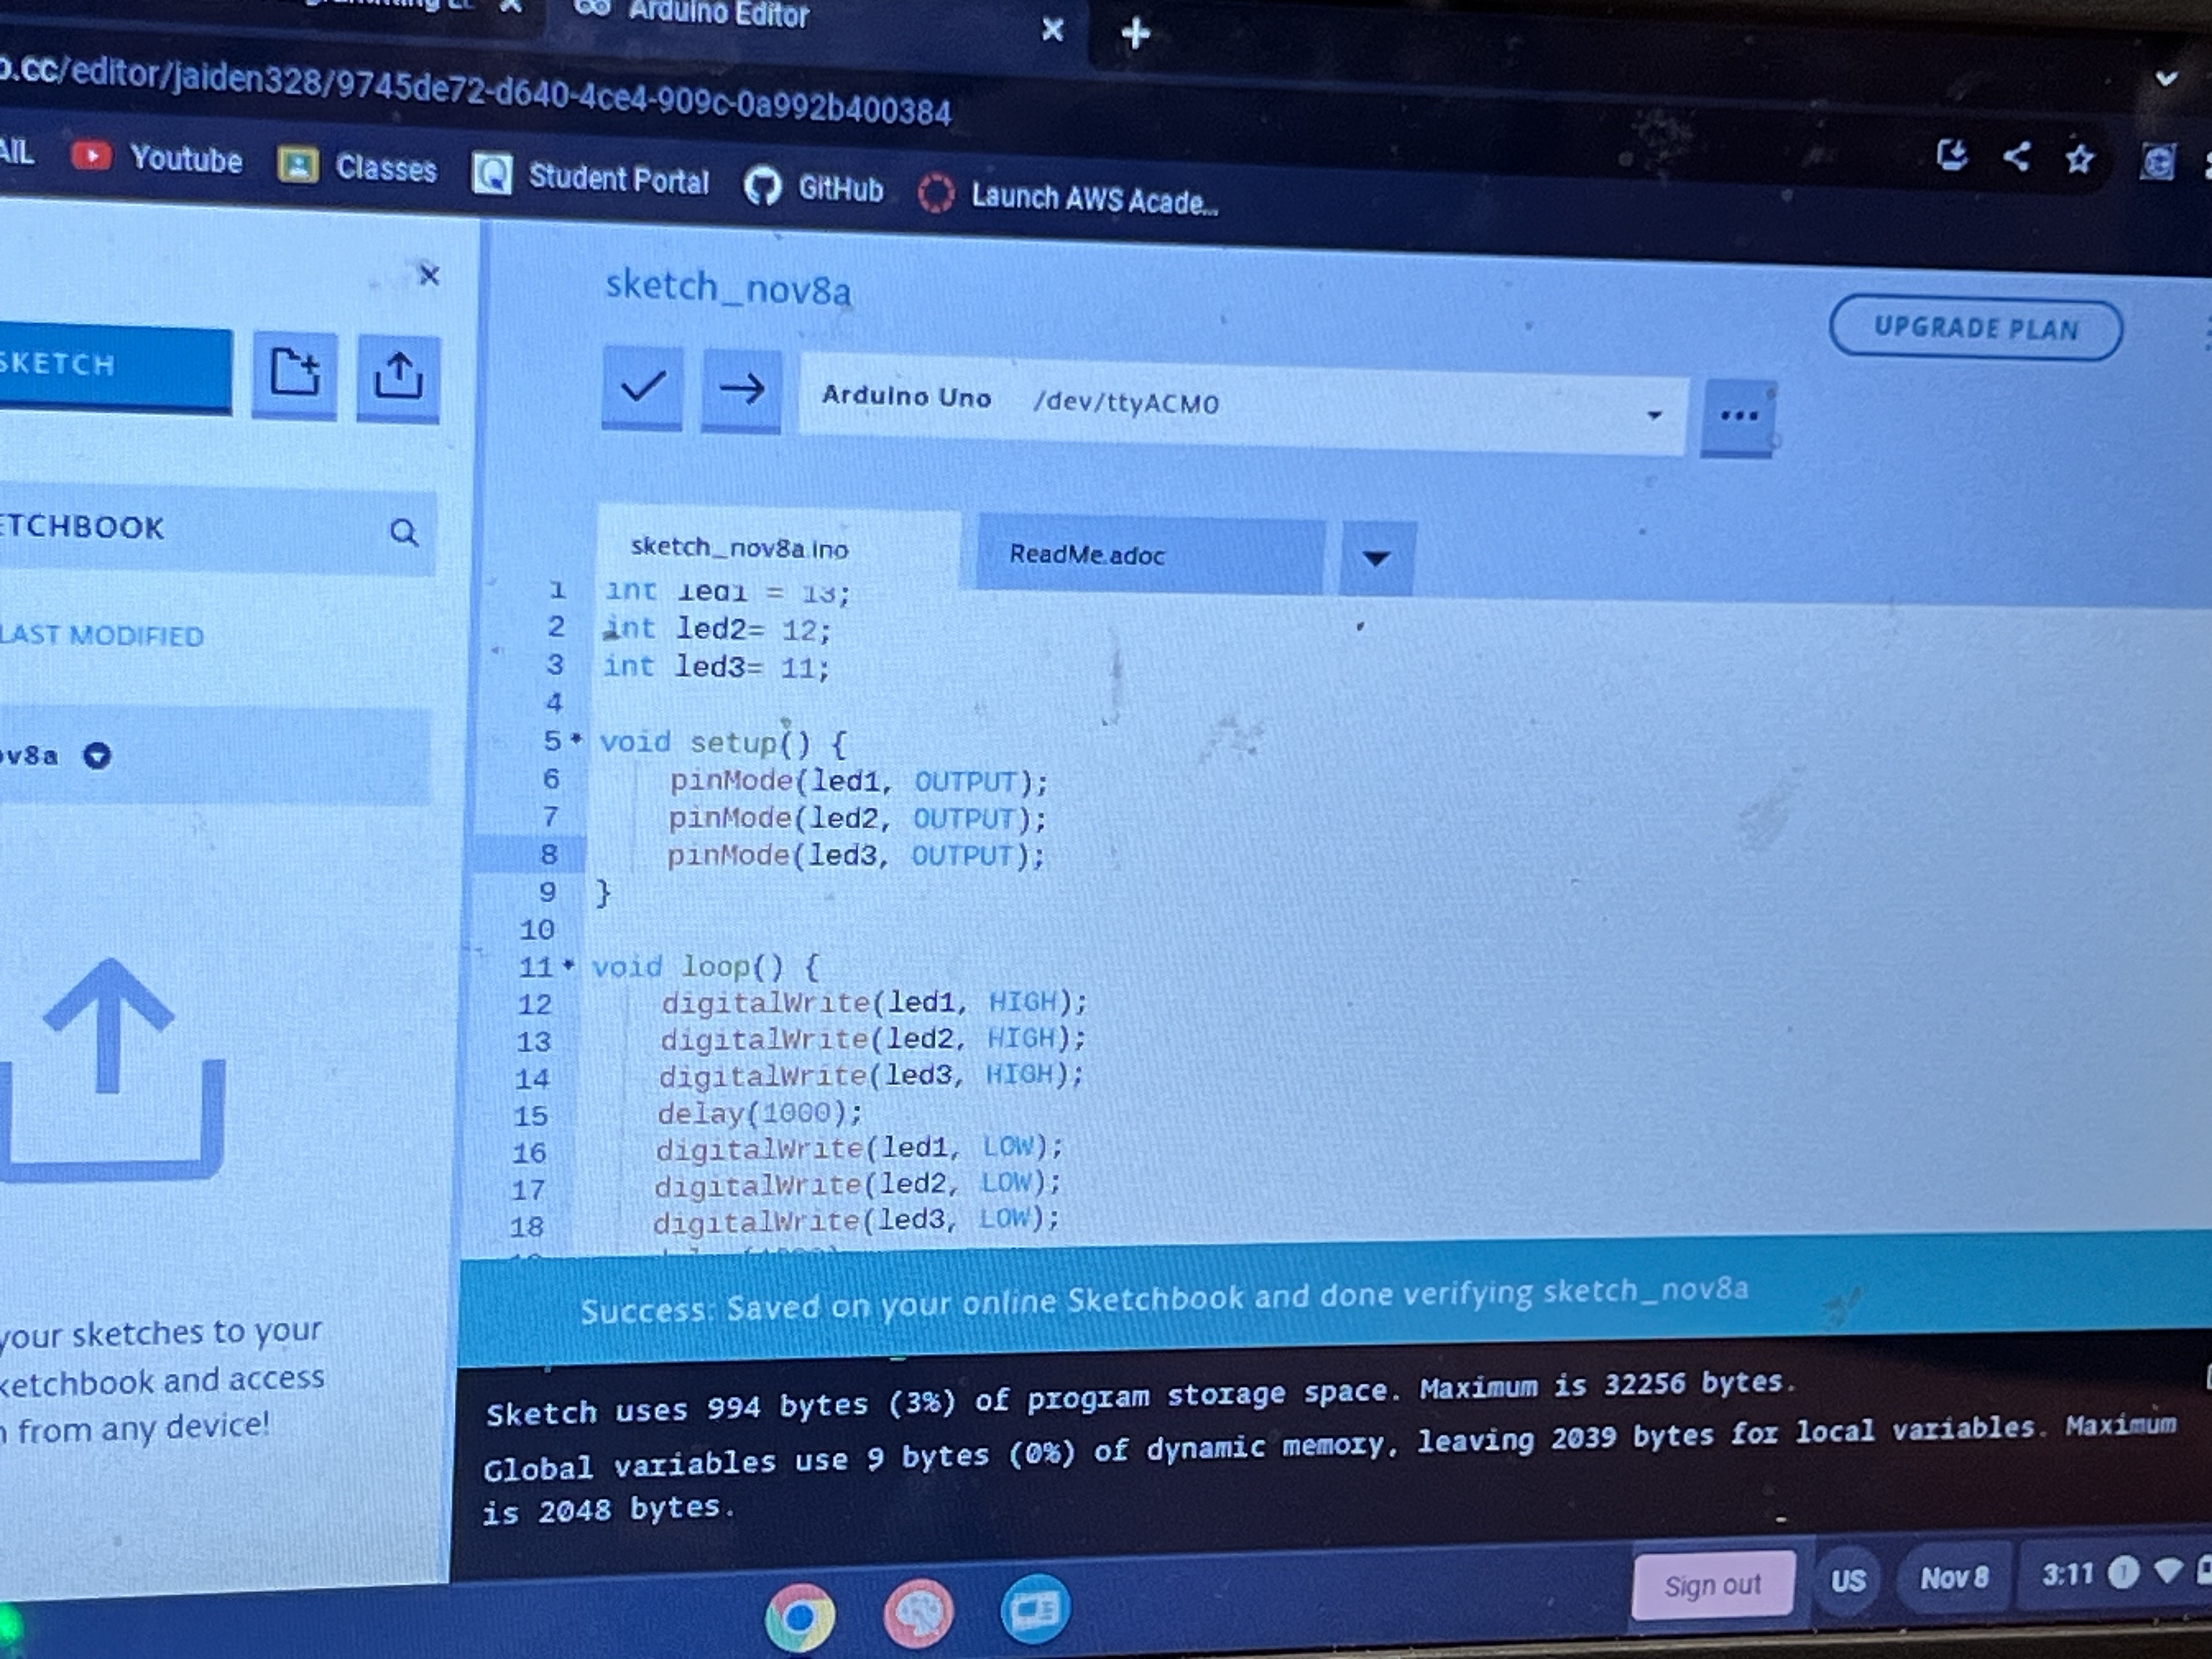 Arduino Editor
o.cc/editor/jaiden328/9745de72-d640-4ce4-909c-0a992b400384
AIL Youtube Classes Student Portal GitHub Launch AWS Acade...
sketch_nov8a
UPGRADE PLAN
SKETCH
Arduino Uno /dev/ttyACM0
ETCHBOOK
sketch_nov8a.ino ReadMe.adoc
LAST MODIFIED
ov8a
1 int led1 = 13;
2 int led2= 12;
3 int led3= 11;
4
5 void setup() {
6 pinMode(led1, OUTPUT);
7 pinMode(led2, OUTPUT);
8 pinMode(led3, OUTPUT);
9 }
10
11 void loop() {
12 digitalWrite(led1, HIGH);
13 digitalWrite(led2, HIGH);
14 digitalWrite(led3, HIGH);
15 delay(1000);
16 digitalWrite(led1, LOW);
17 digitalWrite(led2, LOW);
18 digitalWrite(led3, LOW);
your sketches to your
ketchbook and access
n from any device!
Success: Saved on your online Sketchbook and done verifying sketch_nov8a
Sketch uses 994 bytes (3%) of program storage space. Maximum is 32256 bytes.
Global variables use 9 bytes (0%) of dynamic memory, leaving 2039 bytes for local variables. Maximum
is 2048 bytes.
Sign out US Nov 8 3:11